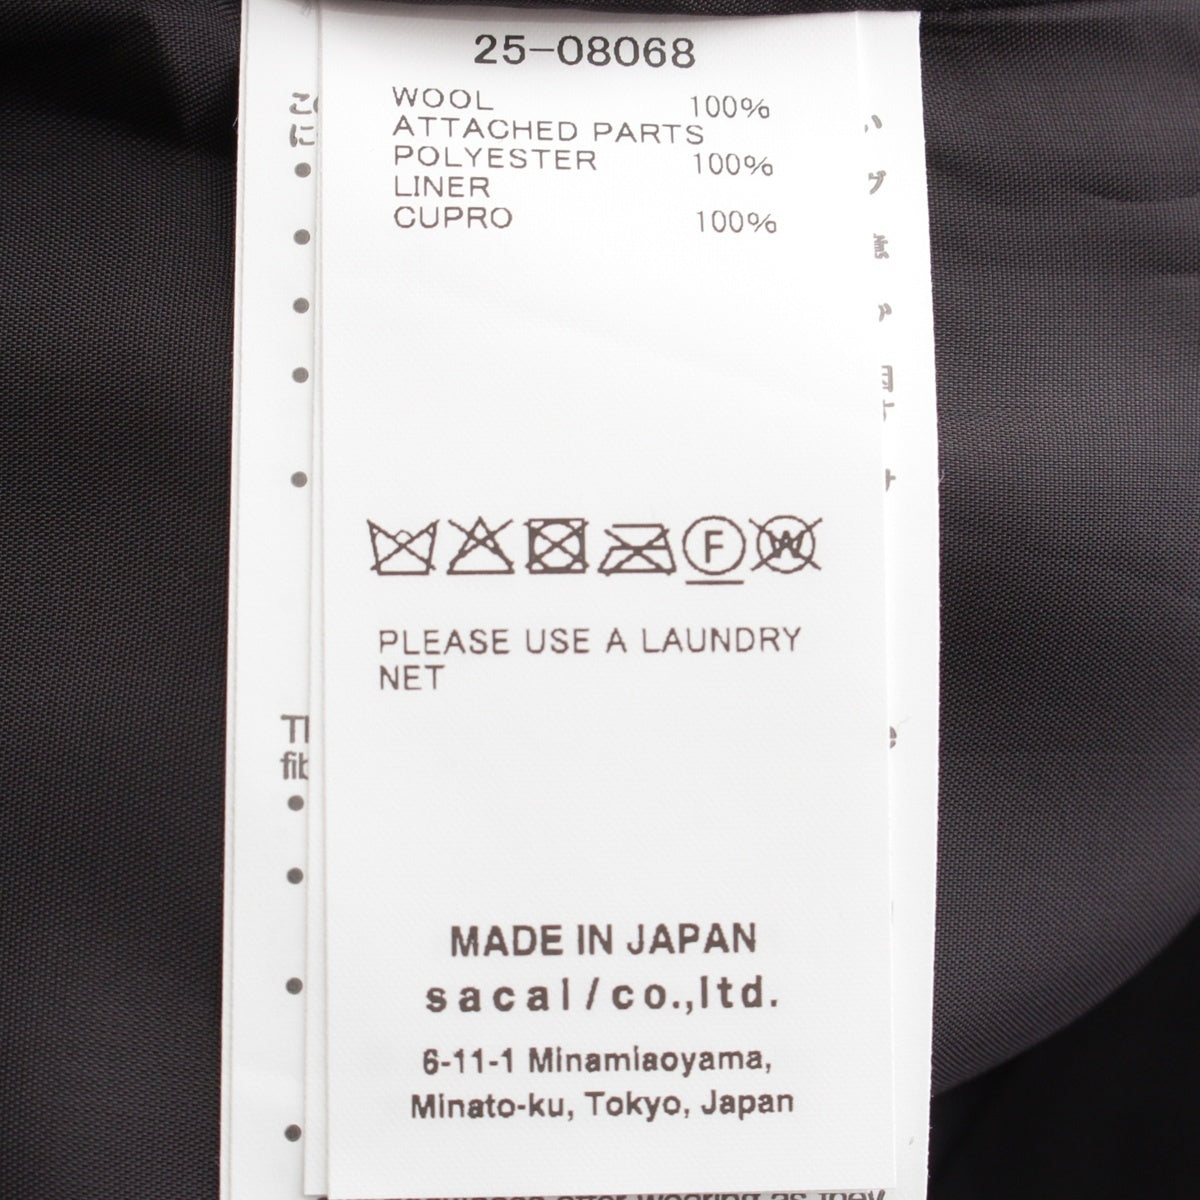 25-08068
WOOL 100%
ATTACHED PARTS
POLYESTER 100%
LINER
CUPRO 100%
F W
PLEASE USE A LAUNDRY
NET
MADE IN JAPAN
sacai/co.,ltd.
6-11-1 Minamiaoyama,
Minato-ku, Tokyo, Japan